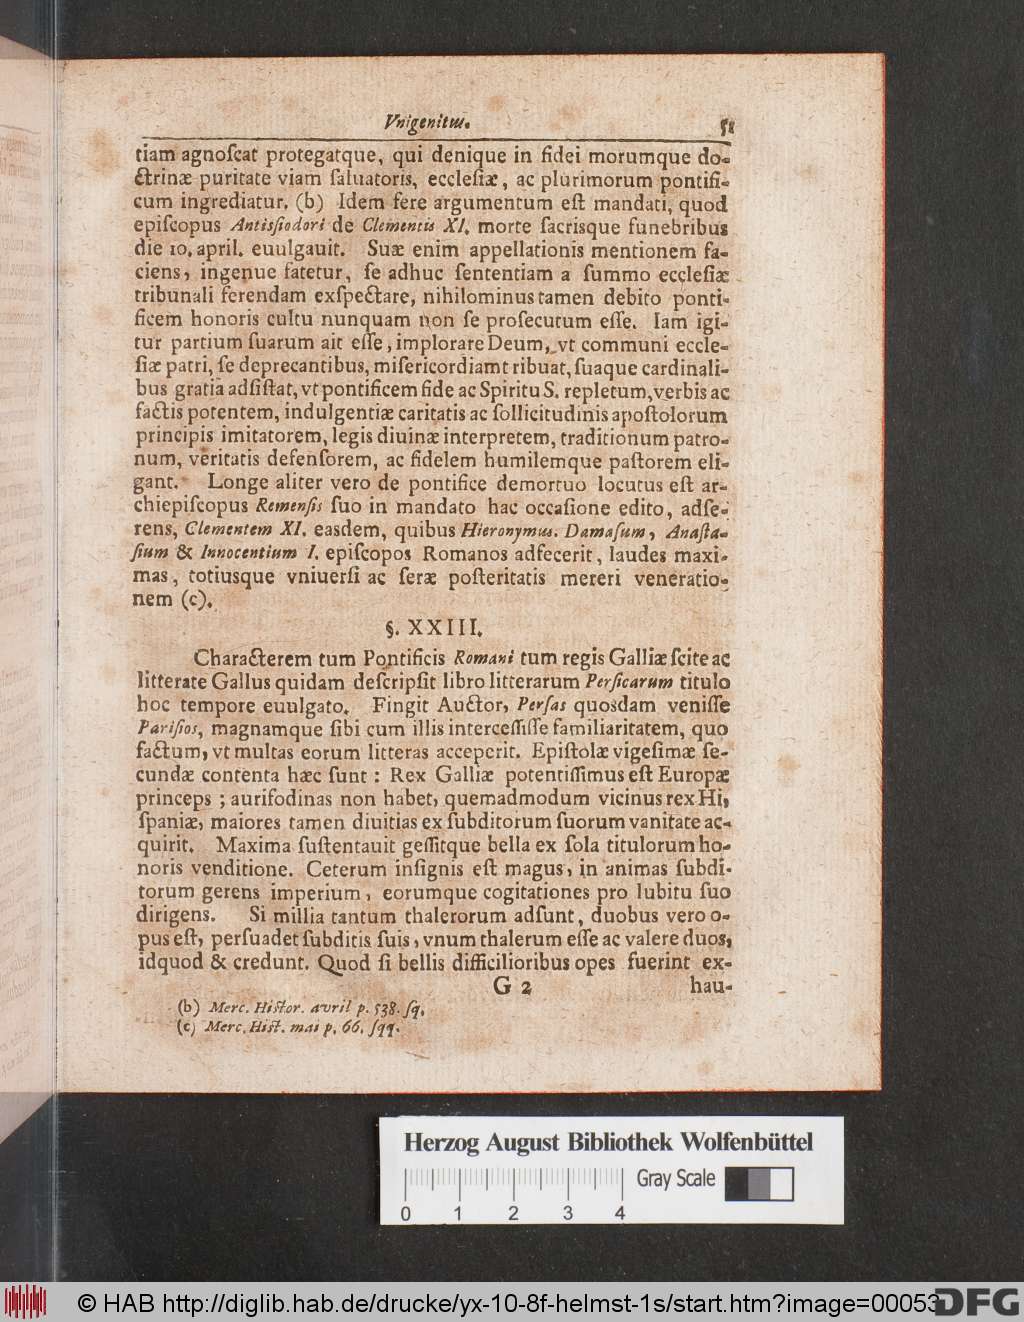 Vnigenitus. 51
tiam agnoſcat protegatque, qui denique in fidei morumque do-
ctrinæ puritate viam ſaluatoris, eccleſiæ, ac plurimorum pontifi-
cum ingrediatur. (b) Idem fere argumentum eſt mandati, quod
epiſcopus Antisſiodori de Clementis XI. morte ſacrisque funebribus
die 10. april. euulgauit. Suæ enim appellationis mentionem fa-
ciens, ingenue fatetur, ſe adhuc ſententiam a ſummo eccleſiæ
tribunali ferendam exſpectare, nihilominus tamen debito ponti-
ficem honoris cultu nunquam non ſe proſecutum eſſe. Iam igi-
tur partium ſuarum ait eſſe, implorare Deum, vt communi eccle-
ſiæ patri, ſe deprecantibus, miſericordiamt ribuat, ſuaque cardinali-
bus gratia adſiſtat, vt pontificem fide ac Spiritu S. repletum, verbis ac
factis potentem, indulgentiæ caritatis ac ſollicitudinis apoſtolorum
principis imitatorem, legis diuinæ interpretem, traditionum patro-
num, veritatis defenſorem, ac fidelem humilemque paſtorem eli-
gant. Longe aliter vero de pontifice demortuo locutus eſt ar-
chiepiſcopus Remenſis ſuo in mandato hac occaſione edito, adſe-
rens, Clementem XI. easdem, quibus Hieronymus. Damaſum, Anaſta-
ſium & Innocentium I. epiſcopos Romanos adfecerit, laudes maxi-
mas, totiusque vniuerſi ac ſeræ poſteritatis mereri veneratio-
nem (c).
§. XXIII.
Characterem tum Pontificis Romani tum regis Galliæ ſcite ac
litterate Gallus quidam deſcripſit libro litterarum Perſicarum titulo
hoc tempore euulgato. Fingit Auctor, Perſas quosdam veniſſe
Pariſios, magnamque ſibi cum illis interceſſiſſe familiaritatem, quo
factum, vt multas eorum litteras acceperit. Epiſtolæ vigeſimæ ſe-
cundæ contenta hæc ſunt: Rex Galliæ potentiſſimus eſt Europæ
princeps; aurifodinas non habet, quemadmodum vicinus rex Hi,
ſpaniæ, maiores tamen diuitias ex ſubditorum ſuorum vanitate ac-
quirit. Maxima ſuſtentauit geſſitque bella ex ſola titulorum ho-
noris venditione. Ceterum inſignis eſt magus, in animas ſubdi-
torum gerens imperium, eorumque cogitationes pro lubitu ſuo
dirigens. Si millia tantum thalerorum adſunt, duobus vero o-
pus eſt, perſuadet ſubditis ſuis, vnum thalerum eſſe ac valere duos,
idquod & credunt. Quod ſi bellis difficilioribus opes fuerint ex-
G 2 hau-
(b) Merc. Hiſtor. avril p. 538. ſq.
(c) Merc. Hiſt. mai p. 66. ſqq.
Herzog August Bibliothek Wolfenbüttel
Gray Scale
0 1 2 3 4
© HAB http://diglib.hab.de/drucke/yx-10-8f-helmst-1s/start.htm?image=00053
DFG